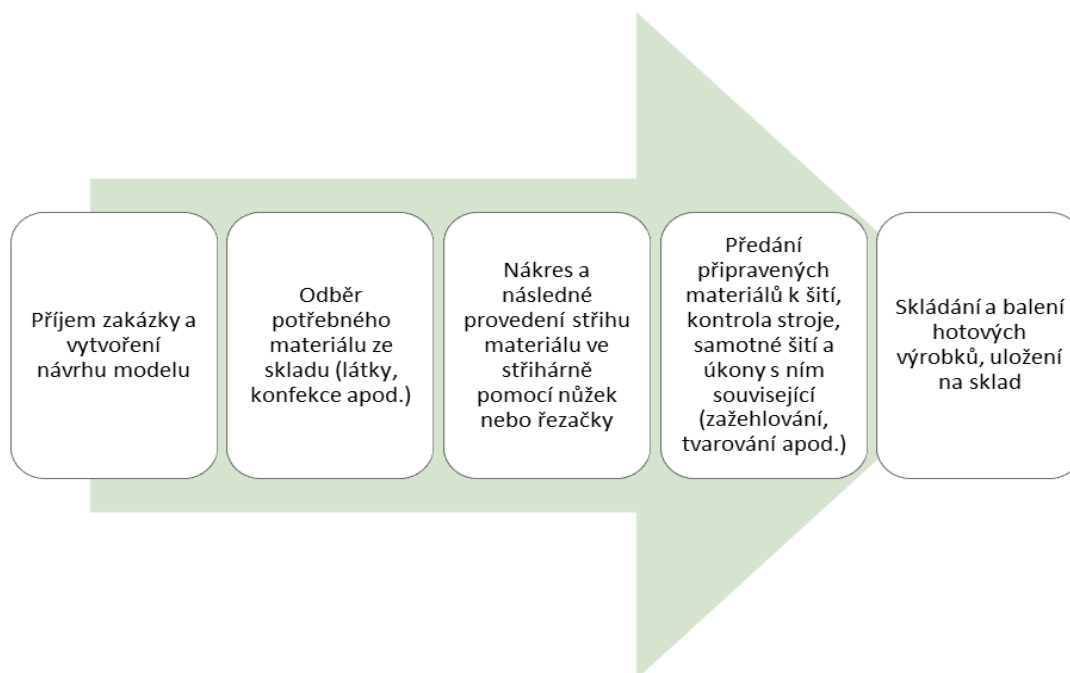 Příjem zakázky a
vytvoření
návrhu modelu
Odběr
potřebného
materiálu ze
skladu (látky,
konfekce apod.)
Nákres a
následné
provedení střihu
materiálu ve
střihárně
pomocí nůžek
nebo řezačky
Předání
připravených
materiálů k šití,
kontrola stroje,
samotné šití a
úkony s ním
související
(zažehlování,
tvarování apod.)
Skládání a balení
hotových
výrobků, uložení
na sklad